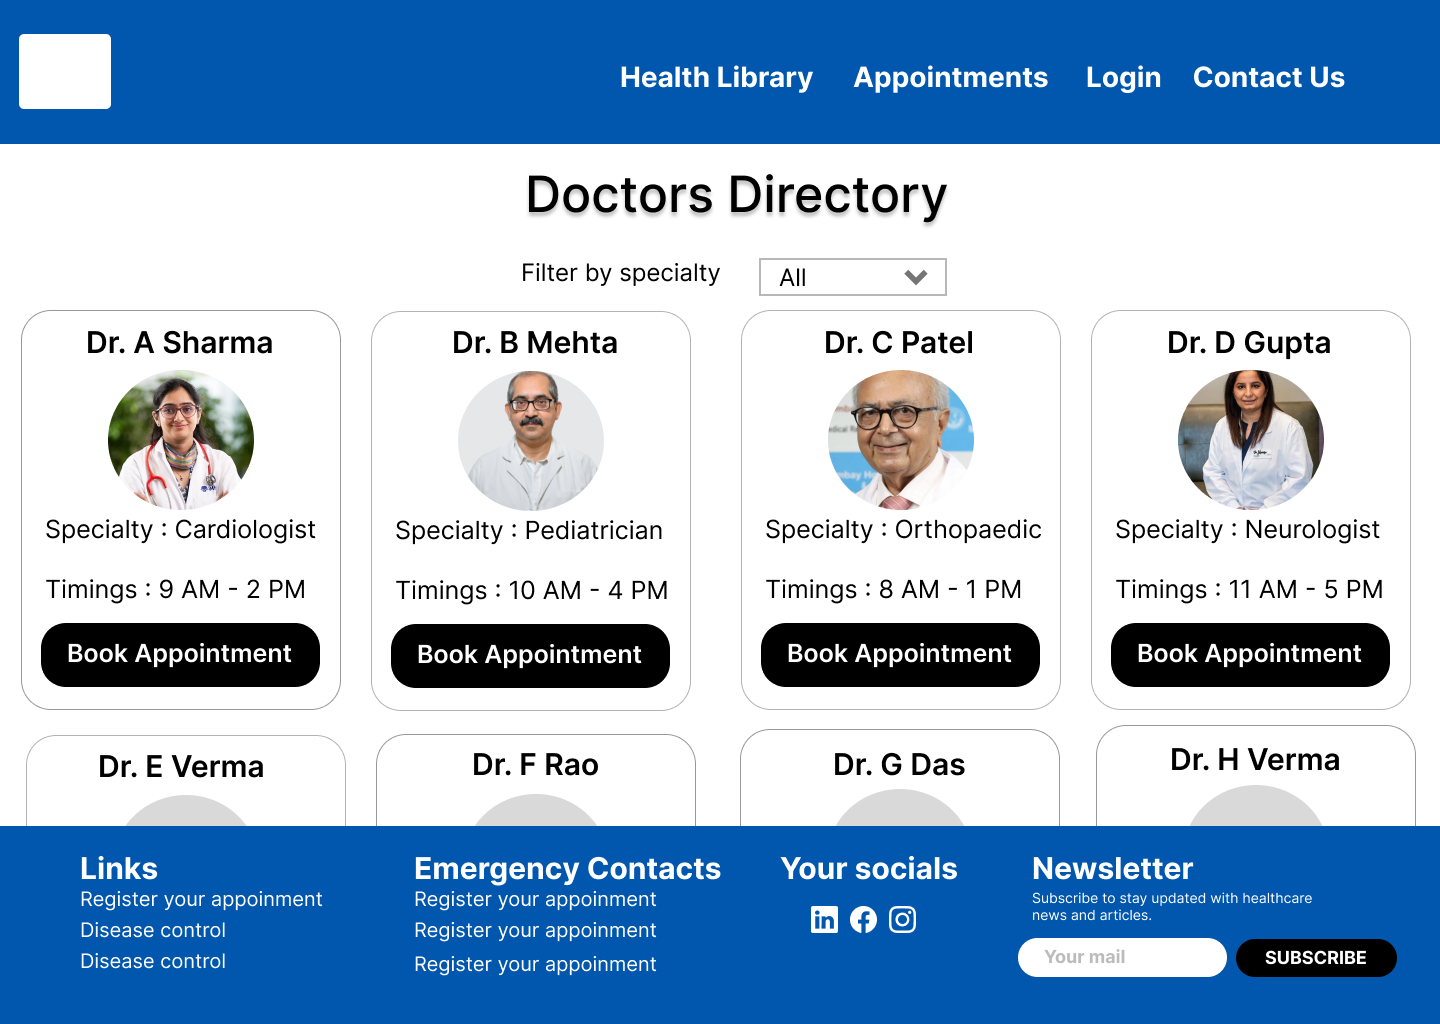 Health Library
Appointments
Login
Contact Us
Doctors Directory
Filter by specialty
All
Dr. A Sharma
Specialty : Cardiologist
Timings : 9 AM - 2 PM
Book Appointment
Dr. B Mehta
Specialty : Pediatrician
Timings : 10 AM - 4 PM
Book Appointment
Dr. C Patel
Specialty : Orthopaedic
Timings : 8 AM - 1 PM
Book Appointment
Dr. D Gupta
Specialty : Neurologist
Timings : 11 AM - 5 PM
Book Appointment
Dr. E Verma
Dr. F Rao
Dr. G Das
Dr. H Verma
Links
Register your appoinment
Disease control
Disease control
Emergency Contacts
Register your appoinment
Register your appoinment
Register your appoinment
Your socials
Newsletter
Subscribe to stay updated with healthcare
news and articles.
Your mail
SUBSCRIBE